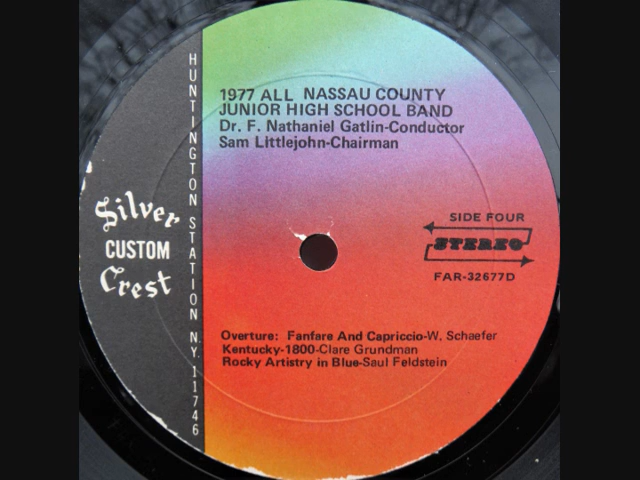 Silver
CUSTOM
Crest
HUNTINGTON STATION N.Y. 11746
1977 ALL NASSAU COUNTY
JUNIOR HIGH SCHOOL BAND
Dr. F. Nathaniel Gatlin-Conductor
Sam Littlejohn-Chairman
SIDE FOUR
STEREO
FAR-32677D
Overture: Fanfare And Capriccio-W. Schaefer
Kentucky-1800-Clare Grundman
Rocky Artistry in Blue-Saul Feldstein